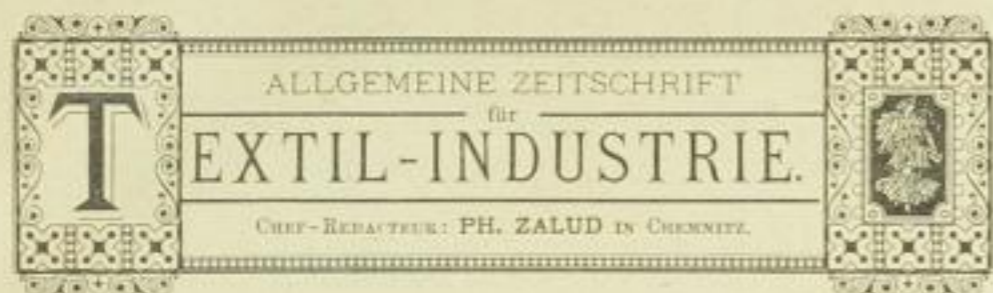 ALLGEMEINE ZEITSCHRIFT
für
TEXTIL-INDUSTRIE.
CHEF-REDACTEUR: PH. ZALUD IN CHEMNITZ.